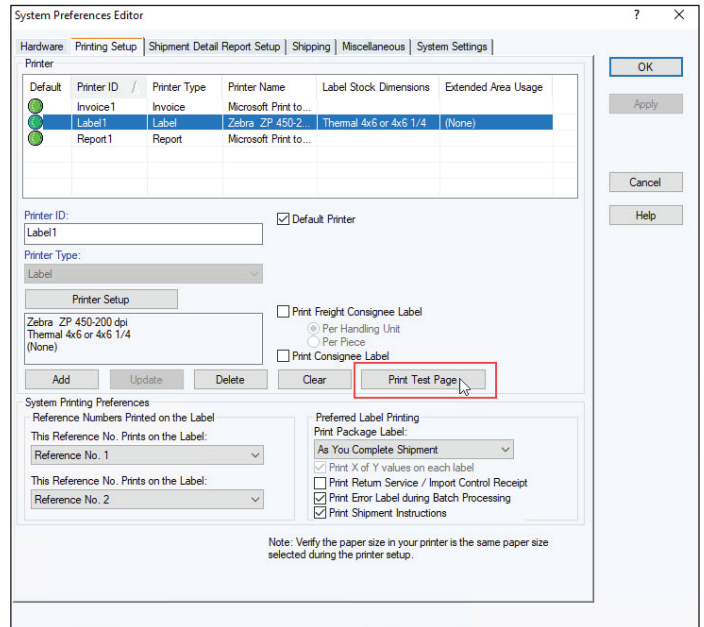 System Preferences Editor
? X
Hardware Printing Setup Shipment Detail Report Setup Shipping Miscellaneous System Settings
Printer
OK
Default Printer ID / Printer Type Printer Name Label Stock Dimensions Extended Area Usage
Invoice1 Invoice Microsoft Print to...
Apply
Label1 Label Zebra ZP 450-2... Thermal 4x6 or 4x6 1/4 (None)
Report1 Report Microsoft Print to...
Cancel
Printer ID:
Default Printer
Help
Label1
Printer Type:
Label
Printer Setup
Print Freight Consignee Label
Zebra ZP 450-200 dpi
Per Handling Unit
Thermal 4x6 or 4x6 1/4
Per Piece
(None)
Print Consignee Label
Add Update Delete Clear Print Test Page
System Printing Preferences
Reference Numbers Printed on the Label
Preferred Label Printing
This Reference No. Prints on the Label:
Print Package Label:
Reference No. 1
As You Complete Shipment
Print X of Y values on each label
This Reference No. Prints on the Label:
Print Return Service / Import Control Receipt
Reference No. 2
Print Error Label during Batch Processing
Print Shipment Instructions
Note: Verify the paper size in your printer is the same paper size
selected during the printer setup.